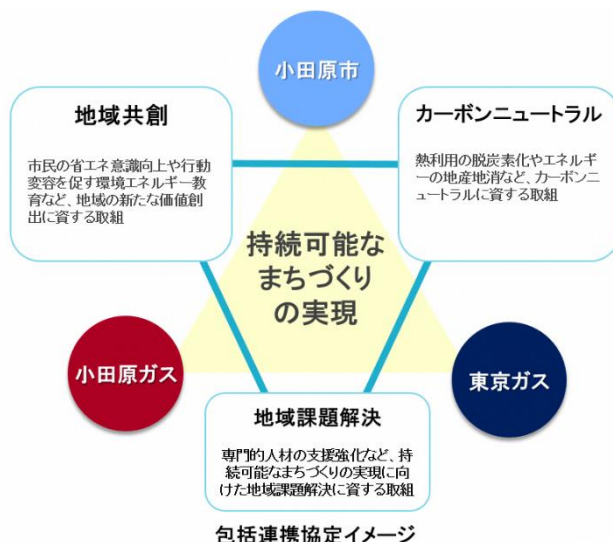 小田原市
地域共創
市民の省エネ意識向上や行動
変容を促す環境エネルギー教
育など、地域の新たな価値創
出に資する取組
カーボンニュートラル
熱利用の脱炭素化やエネルギ
ーの地産地消など、カーボン
ニュートラルに資する取組
持続可能な
まちづくり
の実現
小田原ガス
東京ガス
地域課題解決
専門的人材の支援強化など、持
続可能なまちづくりの実現に向
けた地域課題解決に資する取組
包括連携協定イメージ